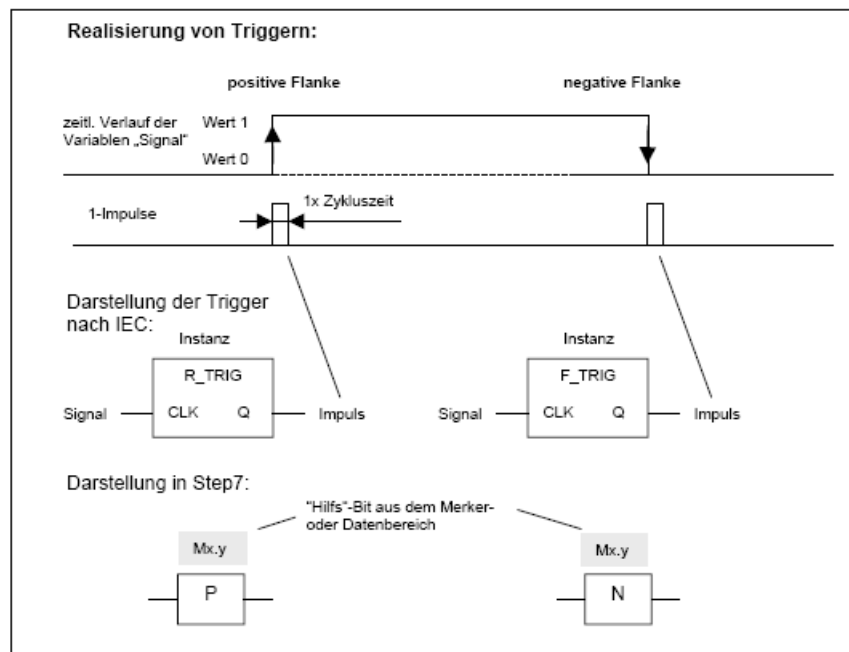 Realisierung von Triggern:
positive Flanke
negative Flanke
zeitl. Verlauf der
Variablen „Signal“
Wert 1
Wert 0
1-Impulse
1x Zykluszeit
Darstellung der Trigger
nach IEC:
Instanz
Instanz
R_TRIG
F_TRIG
Signal
CLK
Q
Impuls
Signal
CLK
Q
Impuls
Darstellung in Step7:
"Hilfs"-Bit aus dem Merker-
oder Datenbereich
Mx.y
Mx.y
P
N